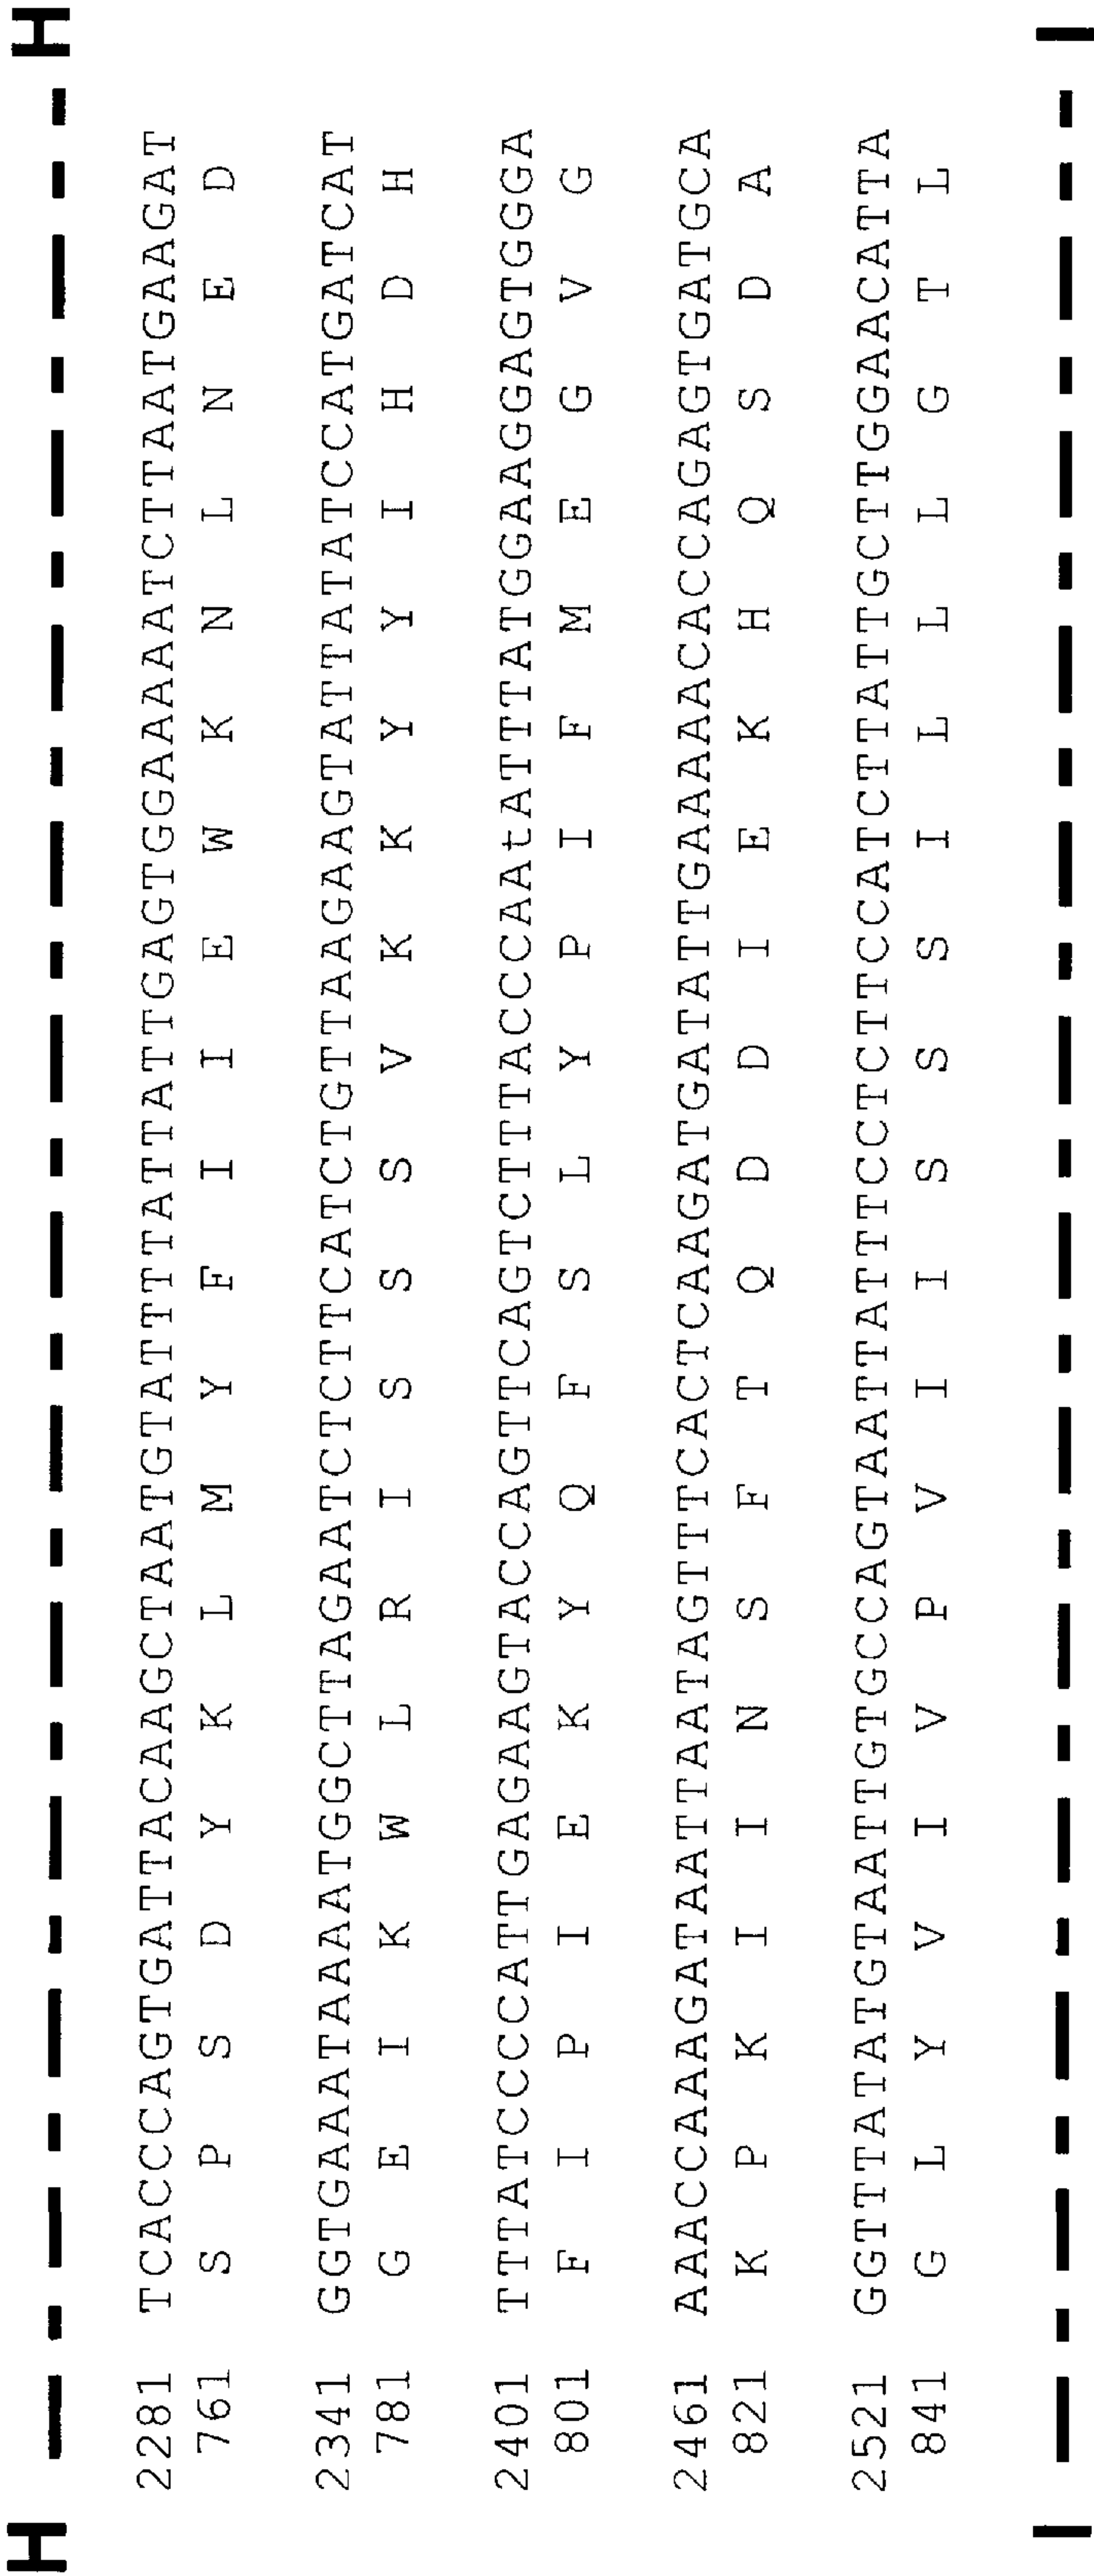 H H
2281 TCACCCAGTGATTACAAGCTAATGTATTTTATTATTGAGTGGAAAAATCTTAATGAAGAT
761 S P S D Y K L M Y F I I E W K N L N E D
2341 GGTGAAATAAAATGGCTTAGAATCTCTTCATCTGTTAAGAAGTATTATATCCATGATCAT
781 G E I K W L R I S S S V K K Y Y I H D H
2401 TTTATCCCCATTGAGAAGTACCAGTTCAGTCTTTACCCAAtATTTATGGAAGGAGTGGGA
801 F I P I E K Y Q F S L Y P I F M E G V G
2461 AAACCAAAGATAATTAATAGTTTCACTCAAGATGATATTGAAAAACACCAGAGTGATGCA
821 K P K I I N S F T Q D D I E K H Q S D A
2521 GGTTTATATGTAATTGTGCCAGTAATTATTTCCTCTTCCATCTTATTGCTTGGAACATTA
841 G L Y V I V P V I I S S S I L L L G T L
I I